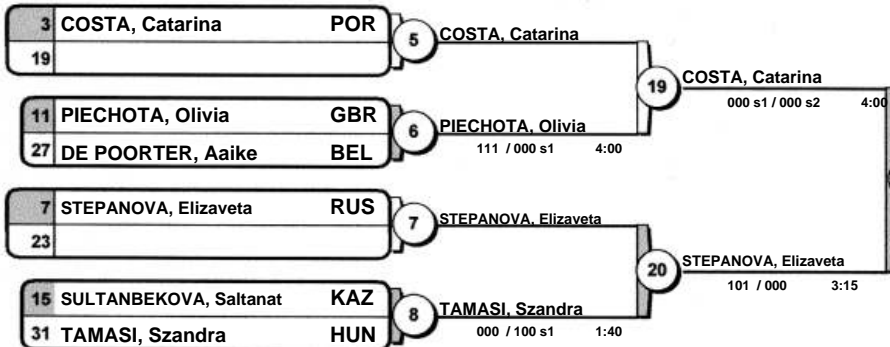 3 COSTA, Catarina POR
19
5 COSTA, Catarina
11 PIECHOTA, Olivia GBR
27 DE POORTER, Aaike BEL
6 PIECHOTA, Olivia
111 / 000 s1 4:00
19 COSTA, Catarina
000 s1 / 000 s2 4:00
7 STEPANOVA, Elizaveta RUS
23
7 STEPANOVA, Elizaveta
15 SULTANBEKOVA, Saltanat KAZ
31 TAMASI, Szandra HUN
8 TAMASI, Szandra
000 / 100 s1 1:40
20 STEPANOVA, Elizaveta
101 / 000 3:15